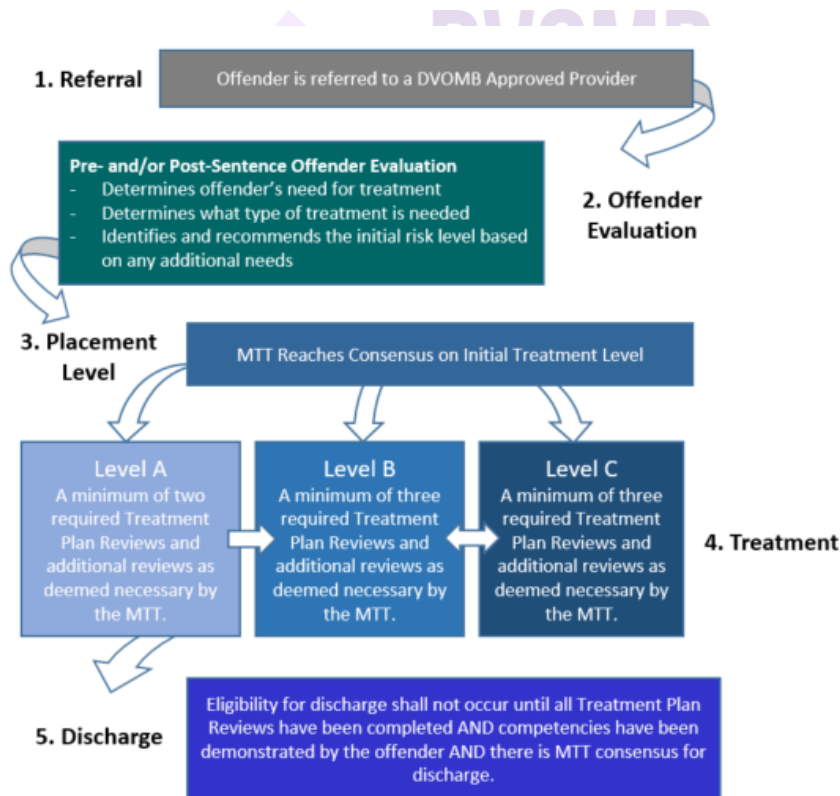 1. Referral
Offender is referred to a DVOMB Approved Provider
Pre- and/or Post-Sentence Offender Evaluation
- Determines offender's need for treatment
- Determines what type of treatment is needed
- Identifies and recommends the initial risk level based
on any additional needs
2. Offender
Evaluation
3. Placement
Level
MTT Reaches Consensus on Initial Treatment Level
Level A
A minimum of two
required Treatment
Plan Reviews and
additional reviews as
deemed necessary by
the MTT.
Level B
A minimum of three
required Treatment
Plan Reviews and
additional reviews as
deemed necessary by
the MTT.
Level C
A minimum of three
required Treatment
Plan Reviews and
additional reviews as
deemed necessary by
the MTT.
4. Treatment
5. Discharge
Eligibility for discharge shall not occur until all Treatment Plan
Reviews have been completed AND competencies have been
demonstrated by the offender AND there is MTT consensus for
discharge.